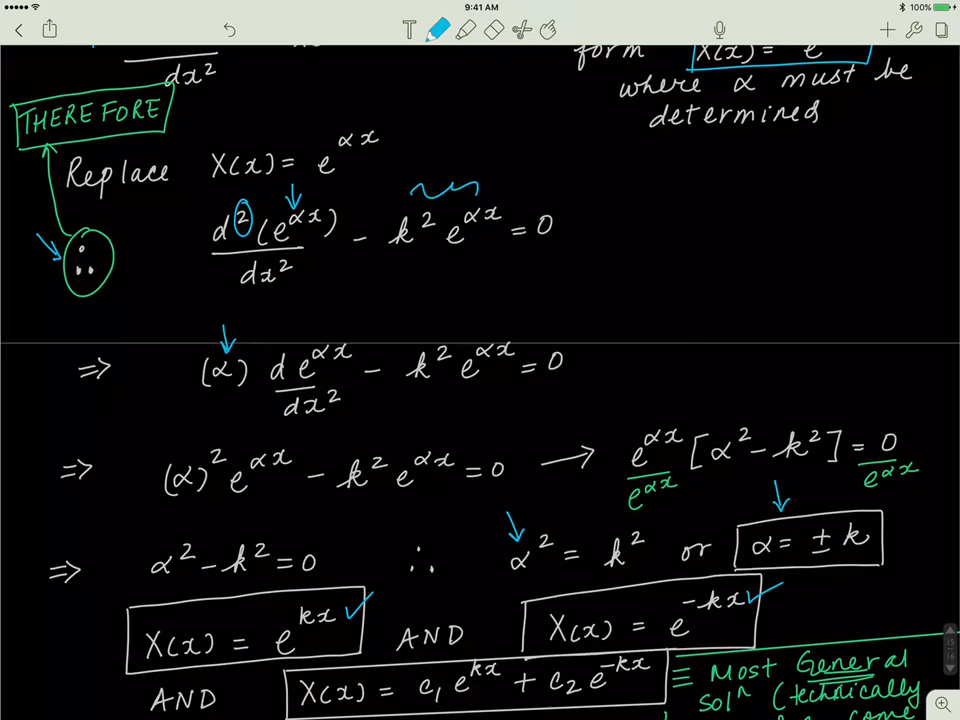 9:41 AM
100%
T
dx²
form X(x) = e
where α must be
determined
THEREFORE
Replace X(x) = e^{αx}
d²(e^{αx})/dx² - k² e^{αx} = 0
∴
⇒ (α) d e^{αx}/dx² - k² e^{αx} = 0
⇒ (α)² e^{αx} - k² e^{αx} = 0 → e^{αx}/e^{αx} [α² - k²] = 0/e^{αx}
⇒ α² - k² = 0 ∴ α² = k² or α = ± k
X(x) = e^{kx} ✓ AND X(x) = e^{-kx} ✓
AND X(x) = c₁ e^{kx} + c₂ e^{-kx}
≡ Most General
solⁿ (technically